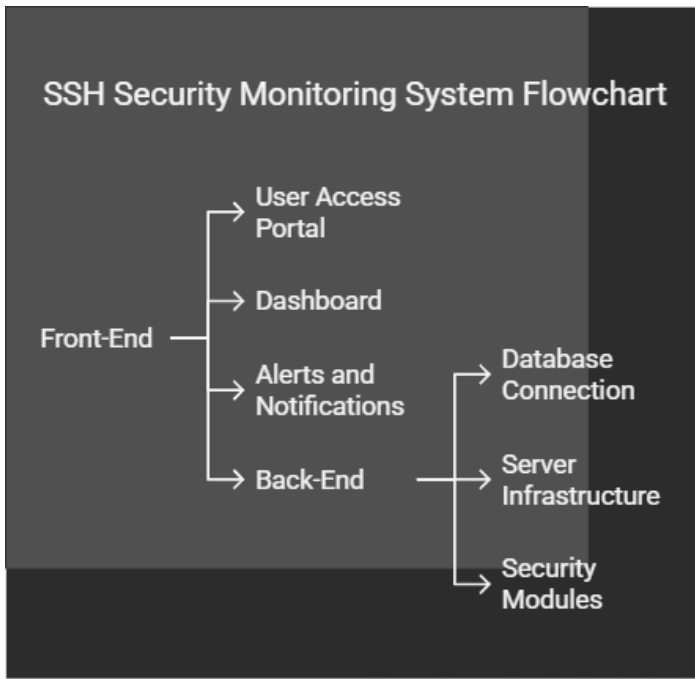 SSH Security Monitoring System Flowchart
User Access
Portal
Dashboard
Front-End
Alerts and
Notifications
Back-End
Database
Connection
Server
Infrastructure
Security
Modules